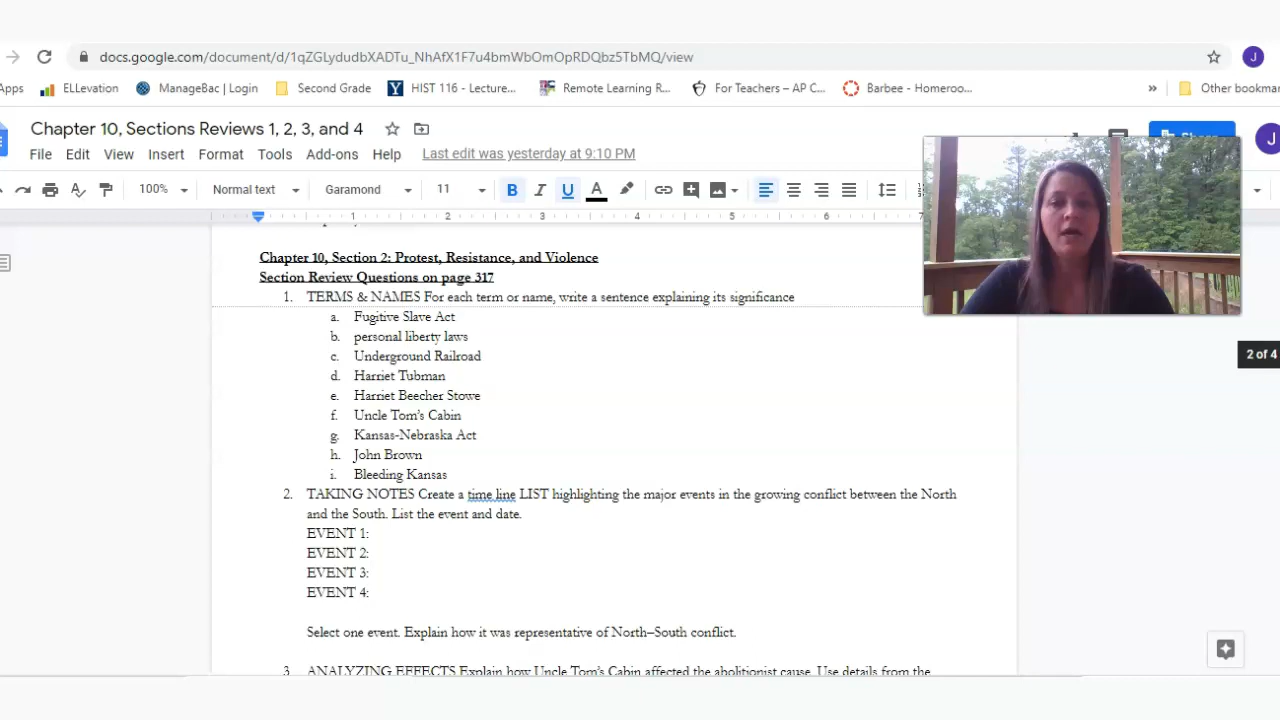 docs.google.com/document/d/1qZGLydudbXADTu_NhAfX1F7u4bmWbOmOpRDQbz5TbMQ/view
Apps ELLevation ManageBac | Login Second Grade HIST 116 - Lecture... Remote Learning R... For Teachers – AP C... Barbee - Homeroo... » Other bookmar
Chapter 10, Sections Reviews 1, 2, 3, and 4
File Edit View Insert Format Tools Add-ons Help Last edit was yesterday at 9:10 PM
100% Normal text Garamond 11 B I U A
1 2 3 4 5 6 7
Chapter 10, Section 2: Protest, Resistance, and Violence
Section Review Questions on page 317
1. TERMS & NAMES For each term or name, write a sentence explaining its significance
a. Fugitive Slave Act
b. personal liberty laws
c. Underground Railroad
d. Harriet Tubman
e. Harriet Beecher Stowe
f. Uncle Tom's Cabin
g. Kansas-Nebraska Act
h. John Brown
i. Bleeding Kansas
2. TAKING NOTES Create a time line LIST highlighting the major events in the growing conflict between the North
and the South. List the event and date.
EVENT 1:
EVENT 2:
EVENT 3:
EVENT 4:
Select one event. Explain how it was representative of North–South conflict.
3. ANALYZING EFFECTS Explain how Uncle Tom's Cabin affected the abolitionist cause. Use details from the
2 of 4
J
J